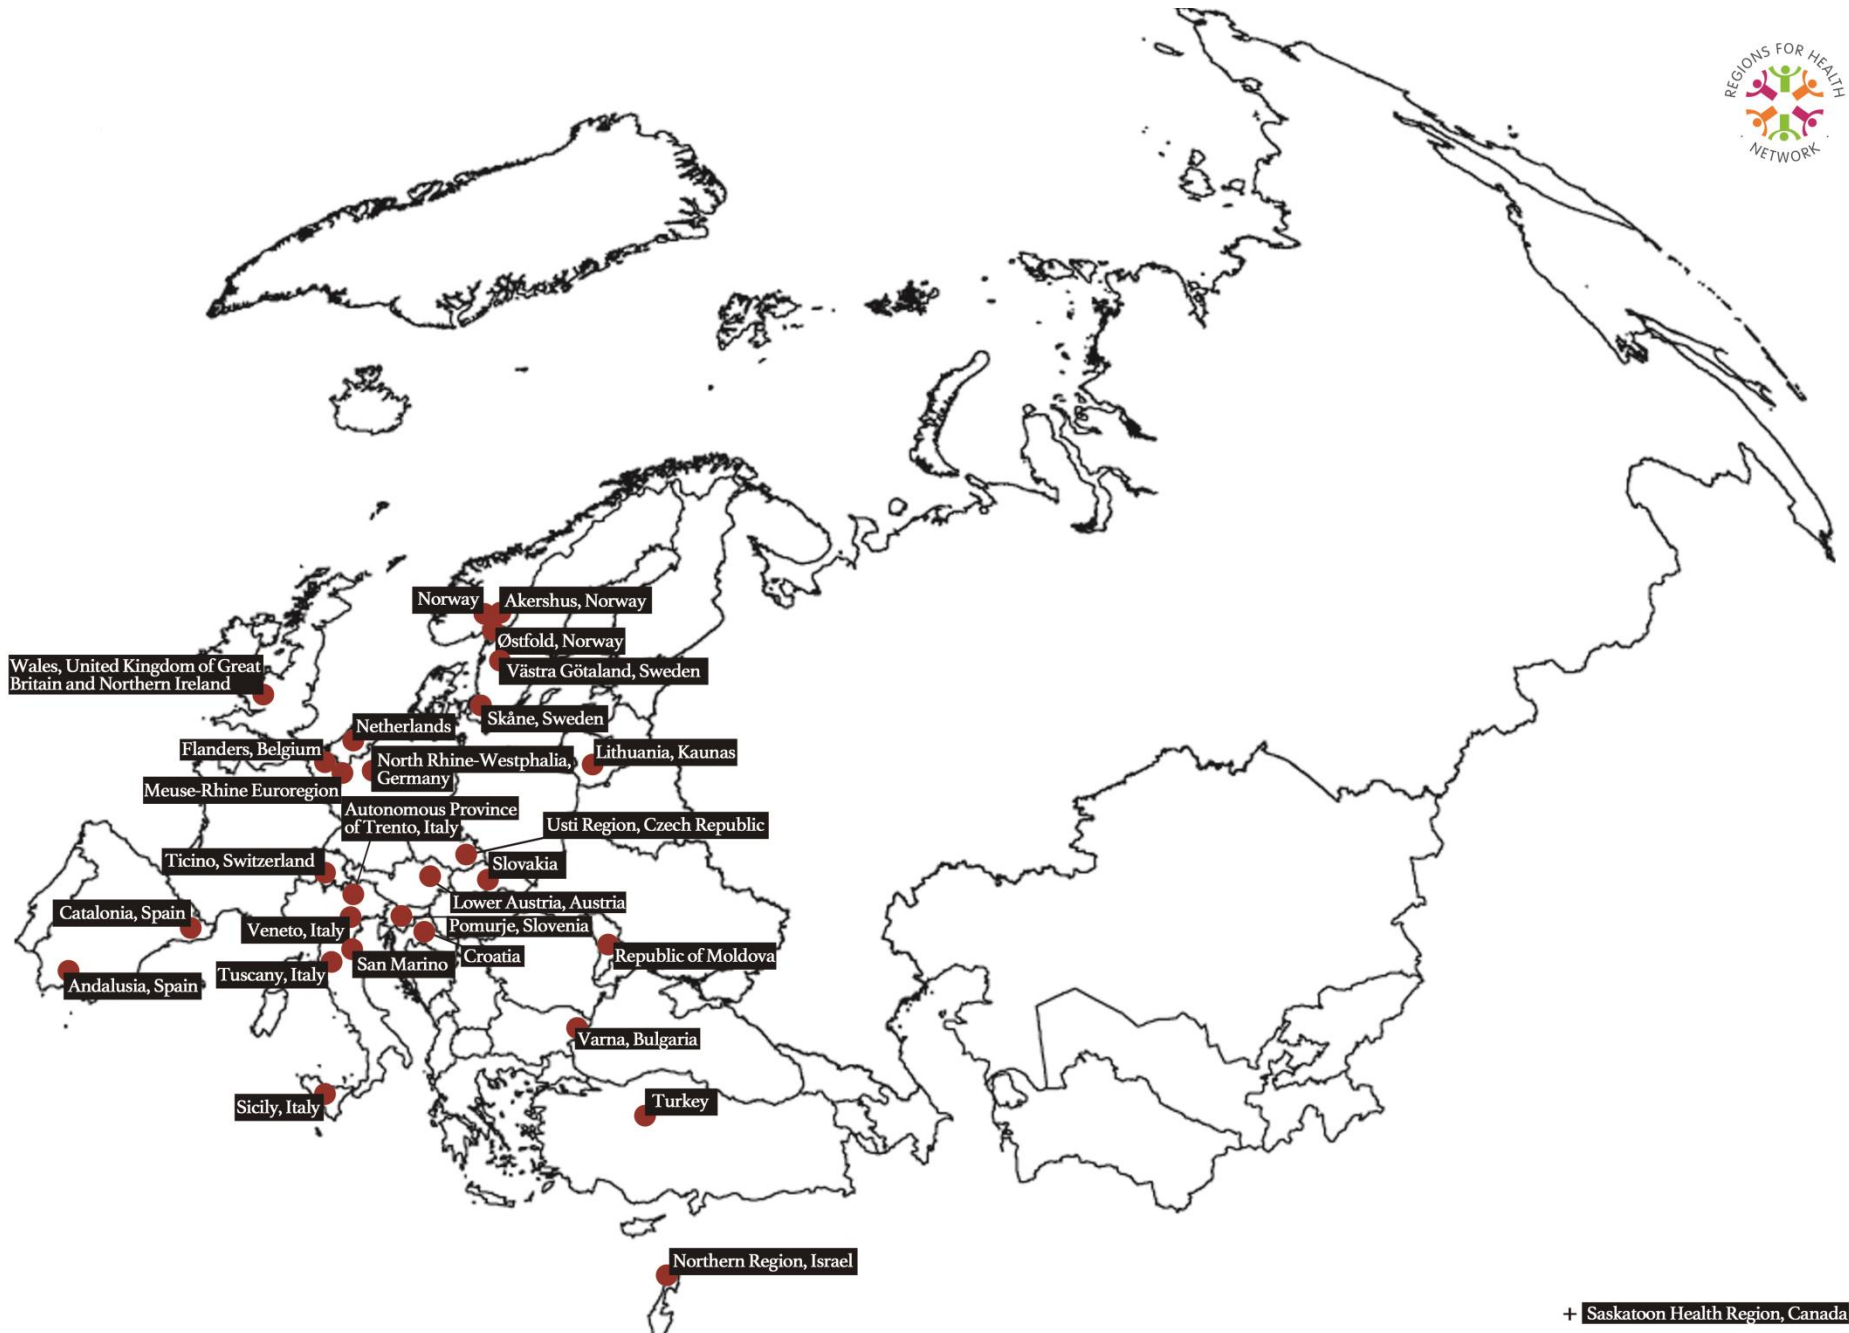 REGIONS FOR HEALTH
NETWORK
Norway
Akershus, Norway
Østfold, Norway
Wales, United Kingdom of Great
Britain and Northern Ireland
Västra Götaland, Sweden
Skåne, Sweden
Netherlands
Flanders, Belgium
North Rhine-Westphalia,
Germany
Lithuania, Kaunas
Meuse-Rhine Euroregion
Autonomous Province
of Trento, Italy
Usti Region, Czech Republic
Ticino, Switzerland
Slovakia
Lower Austria, Austria
Catalonia, Spain
Veneto, Italy
Pomurje, Slovenia
Croatia
Republic of Moldova
San Marino
Tuscany, Italy
Andalusia, Spain
Varna, Bulgaria
Sicily, Italy
Turkey
Northern Region, Israel
+ Saskatoon Health Region, Canada